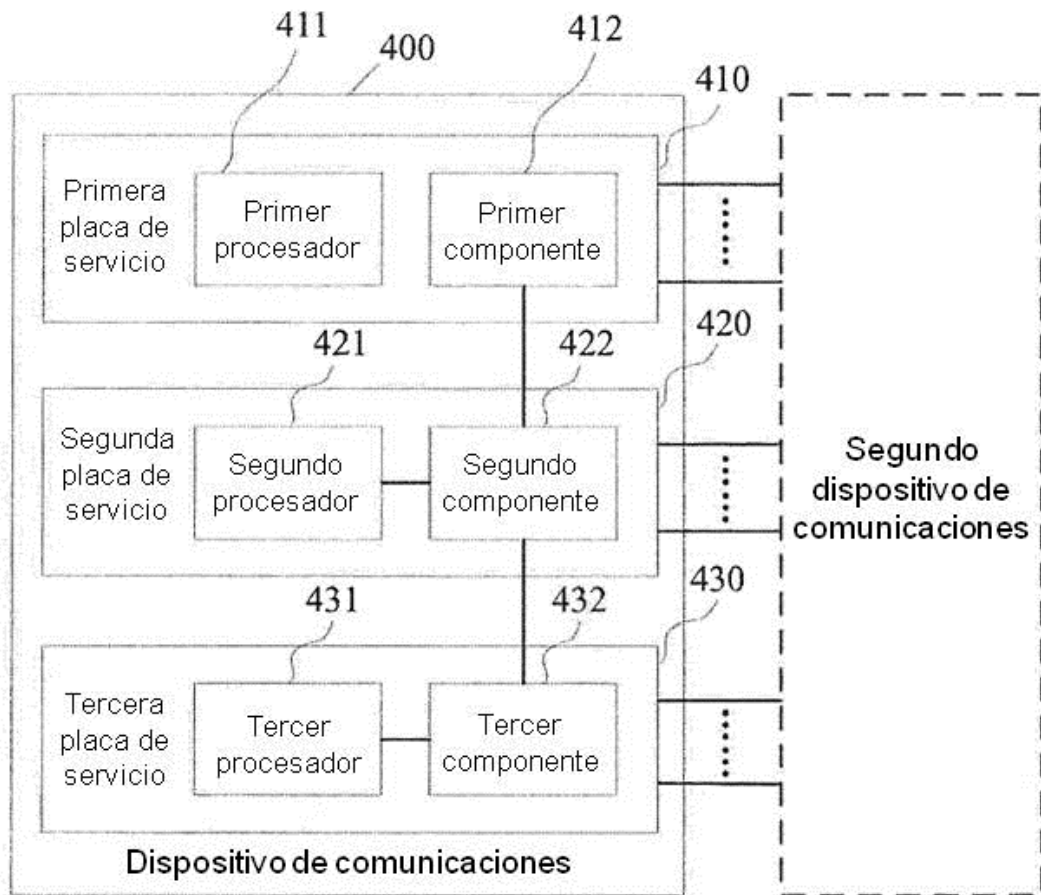 411
400
412
410
Primera
placa de
servicio
Primer
procesador
Primer
componente
421
422
420
Segunda
placa de
servicio
Segundo
procesador
Segundo
componente
Segundo
dispositivo de
comunicaciones
431
432
430
Tercera
placa de
servicio
Tercer
procesador
Tercer
componente
Dispositivo de comunicaciones